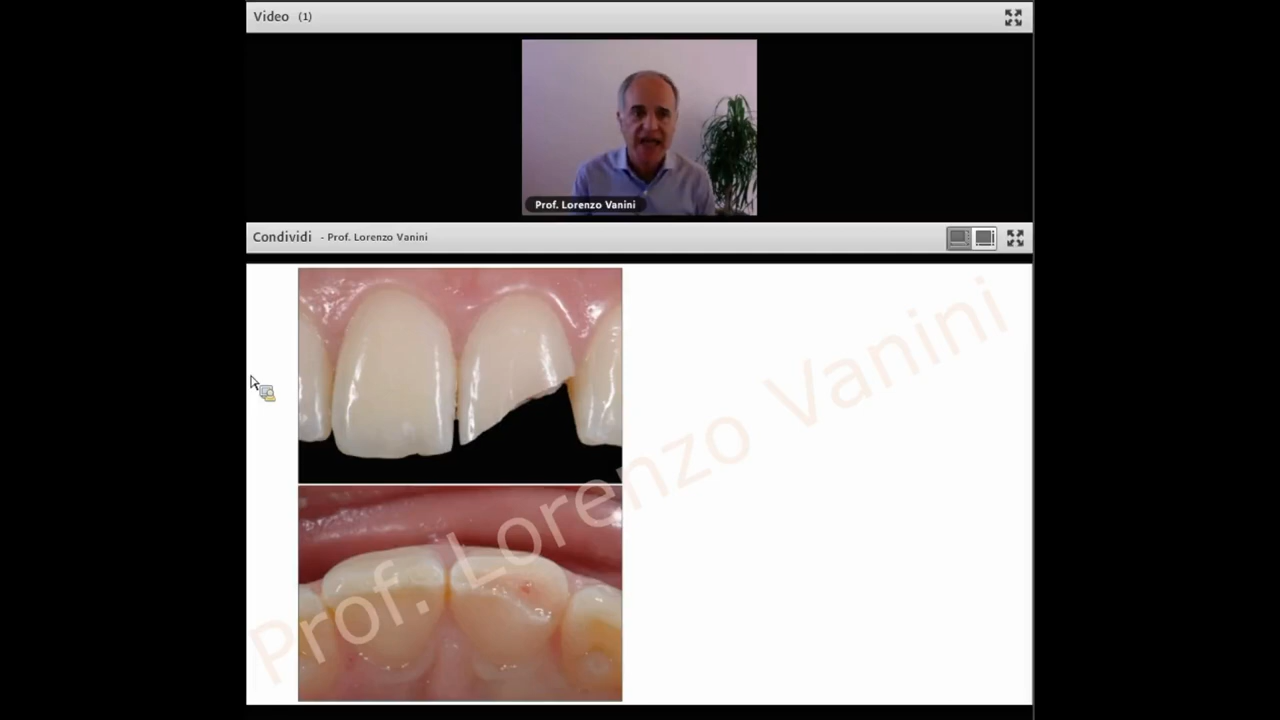 Video (1)
Prof. Lorenzo Vanini
Condividi - Prof. Lorenzo Vanini
Prof. Lorenzo Vanini